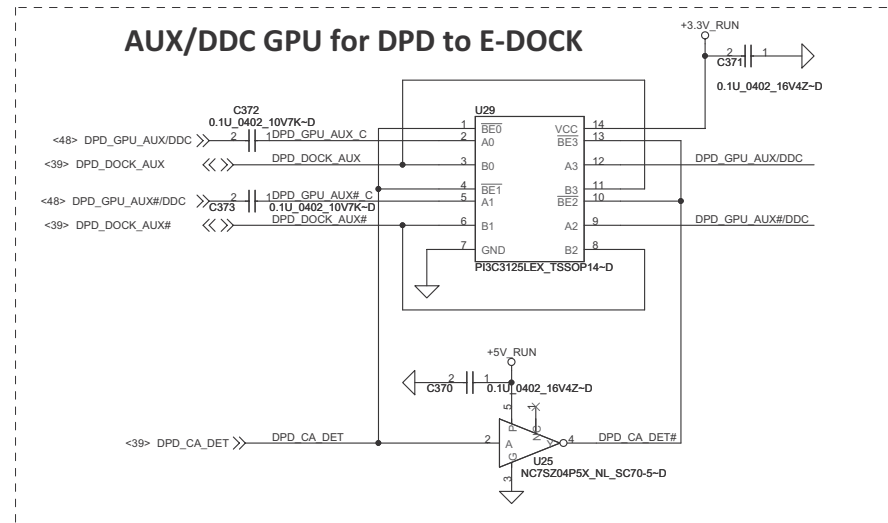 AUX/DDC GPU for DPD to E-DOCK
+3.3V_RUN
2 1
C371
0.1U_0402_16V4Z~D
C372
0.1U_0402_10V7K~D
U29
<48> DPD_GPU_AUX/DDC 2 1 DPD_GPU_AUX_C
1 BE0 VCC 14
2 A0 BE3 13
<39> DPD_DOCK_AUX DPD_DOCK_AUX 3 B0 A3 12 DPD_GPU_AUX/DDC
4 BE1 B3 11
<48> DPD_GPU_AUX#/DDC 2 1 DPD_GPU_AUX#_C 5 A1 BE2 10
C373 0.1U_0402_10V7K~D
<39> DPD_DOCK_AUX# DPD_DOCK_AUX# 6 B1 A2 9 DPD_GPU_AUX#/DDC
7 GND B2 8
PI3C3125LEX_TSSOP14~D
+5V_RUN
2 1
C370 0.1U_0402_16V4Z~D
5 P NC 1
<39> DPD_CA_DET DPD_CA_DET 2 A Y 4 DPD_CA_DET#
G
3
U25
NC7SZ04P5X_NL_SC70-5~D